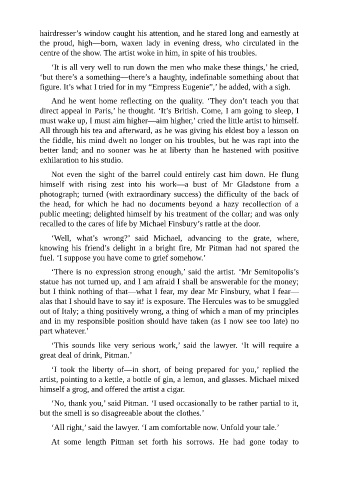 hairdresser's window caught his attention, and he stared long and earnestly at
the proud, high—born, waxen lady in evening dress, who circulated in the
centre of the show. The artist woke in him, in spite of his troubles.
'It is all very well to run down the men who make these things,' he cried,
'but there's a something—there's a haughty, indefinable something about that
figure. It's what I tried for in my "Empress Eugenie",' he added, with a sigh.
And he went home reflecting on the quality. 'They don't teach you that
direct appeal in Paris,' he thought. 'It's British. Come, I am going to sleep, I
must wake up, I must aim higher—aim higher,' cried the little artist to himself.
All through his tea and afterward, as he was giving his eldest boy a lesson on
the fiddle, his mind dwelt no longer on his troubles, but he was rapt into the
better land; and no sooner was he at liberty than he hastened with positive
exhilaration to his studio.
Not even the sight of the barrel could entirely cast him down. He flung
himself with rising zest into his work—a bust of Mr Gladstone from a
photograph; turned (with extraordinary success) the difficulty of the back of
the head, for which he had no documents beyond a hazy recollection of a
public meeting; delighted himself by his treatment of the collar; and was only
recalled to the cares of life by Michael Finsbury's rattle at the door.
'Well, what's wrong?' said Michael, advancing to the grate, where,
knowing his friend's delight in a bright fire, Mr Pitman had not spared the
fuel. 'I suppose you have come to grief somehow.'
'There is no expression strong enough,' said the artist. 'Mr Semitopolis's
statue has not turned up, and I am afraid I shall be answerable for the money;
but I think nothing of that—what I fear, my dear Mr Finsbury, what I fear—
alas that I should have to say it! is exposure. The Hercules was to be smuggled
out of Italy; a thing positively wrong, a thing of which a man of my principles
and in my responsible position should have taken (as I now see too late) no
part whatever.'
'This sounds like very serious work,' said the lawyer. 'It will require a
great deal of drink, Pitman.'
'I took the liberty of—in short, of being prepared for you,' replied the
artist, pointing to a kettle, a bottle of gin, a lemon, and glasses. Michael mixed
himself a grog, and offered the artist a cigar.
'No, thank you,' said Pitman. 'I used occasionally to be rather partial to it,
but the smell is so disagreeable about the clothes.'
'All right,' said the lawyer. 'I am comfortable now. Unfold your tale.'
At some length Pitman set forth his sorrows. He had gone today to